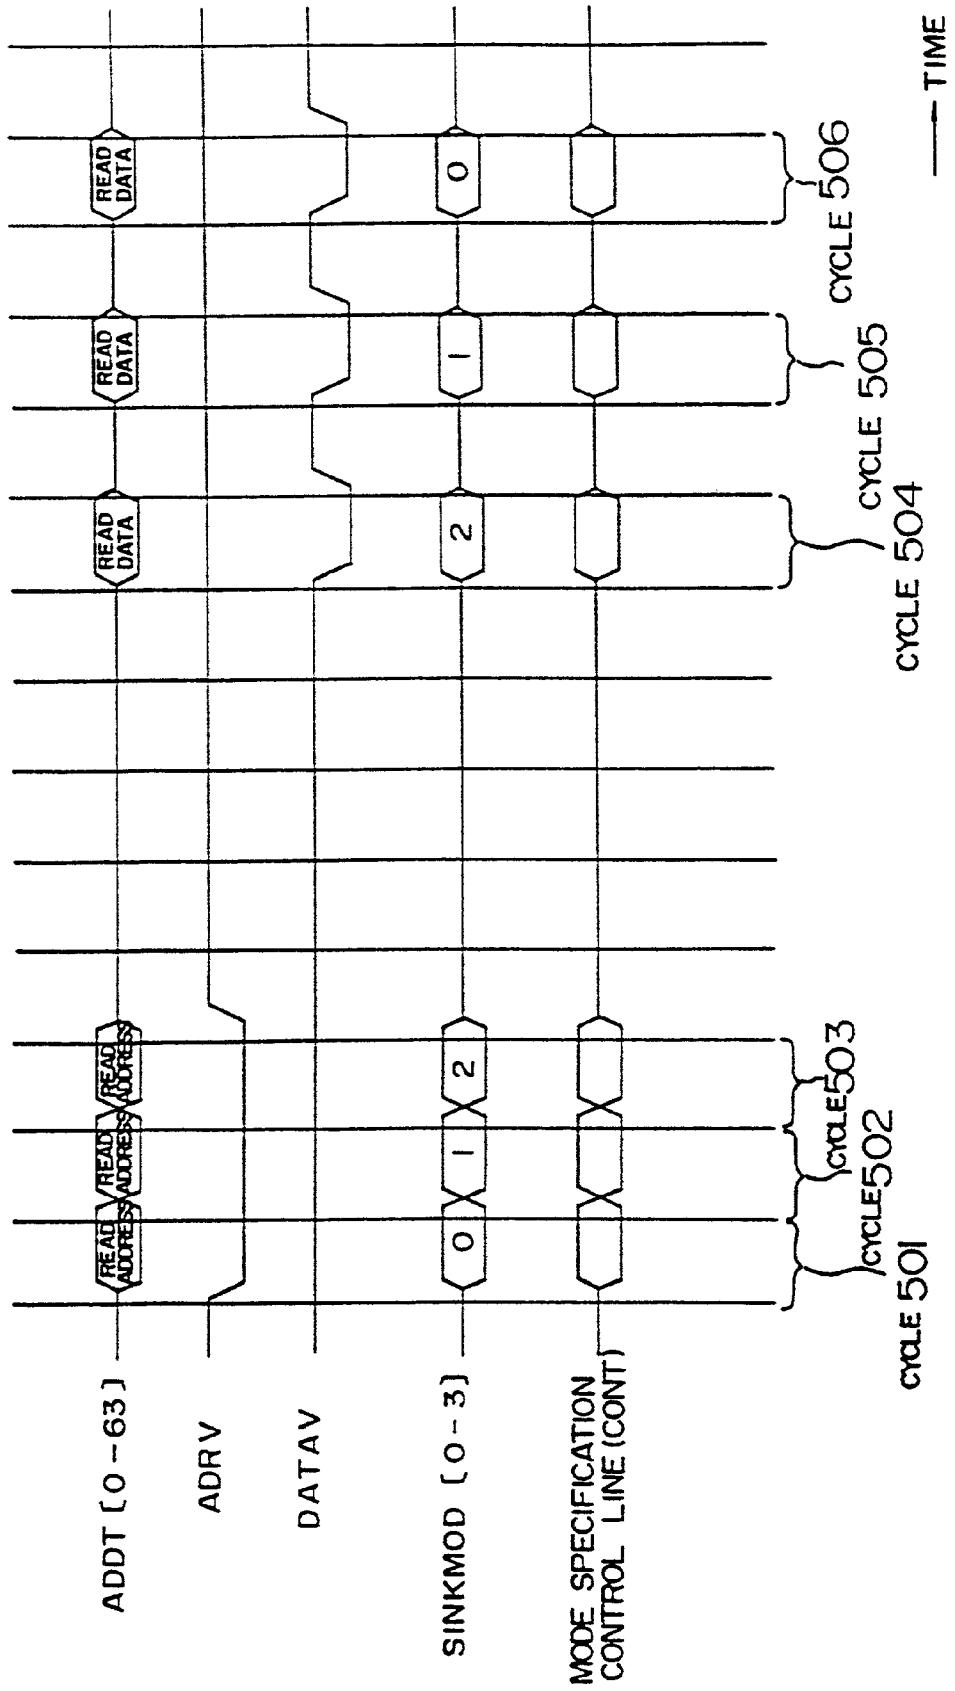 ADDT [0-63]
READ
ADDRESS
READ
ADDRESS
READ
ADDRESS
READ
DATA
READ
DATA
READ
DATA
ADRV
DATAV
SINKMOD [0-3]
0
1
2
2
1
0
MODE SPECIFICATION
CONTROL LINE (CONT)
CYCLE 501
CYCLE 502
CYCLE 503
CYCLE 504
CYCLE 505
CYCLE 506
TIME